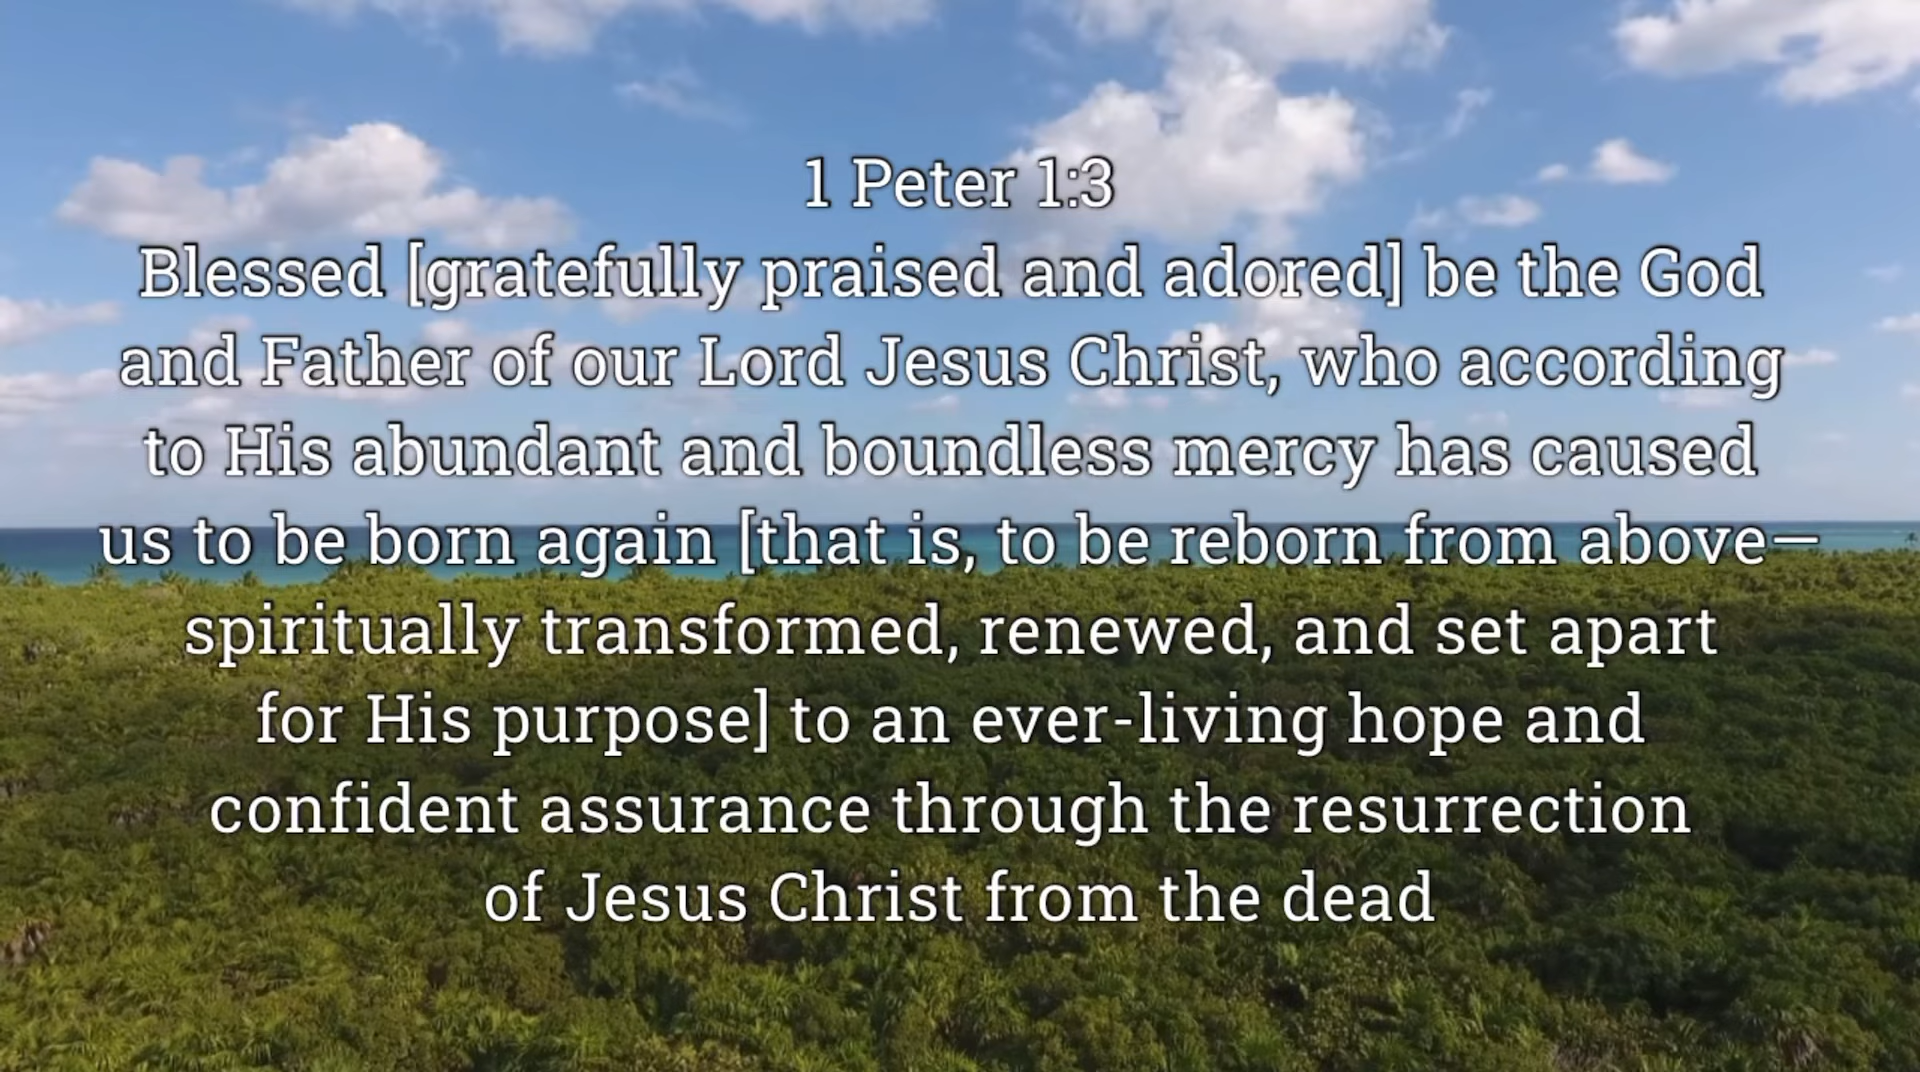 1 Peter 1:3
Blessed [gratefully praised and adored] be the God
and Father of our Lord Jesus Christ, who according
to His abundant and boundless mercy has caused
us to be born again [that is, to be reborn from above—
spiritually transformed, renewed, and set apart
for His purpose] to an ever-living hope and
confident assurance through the resurrection
of Jesus Christ from the dead